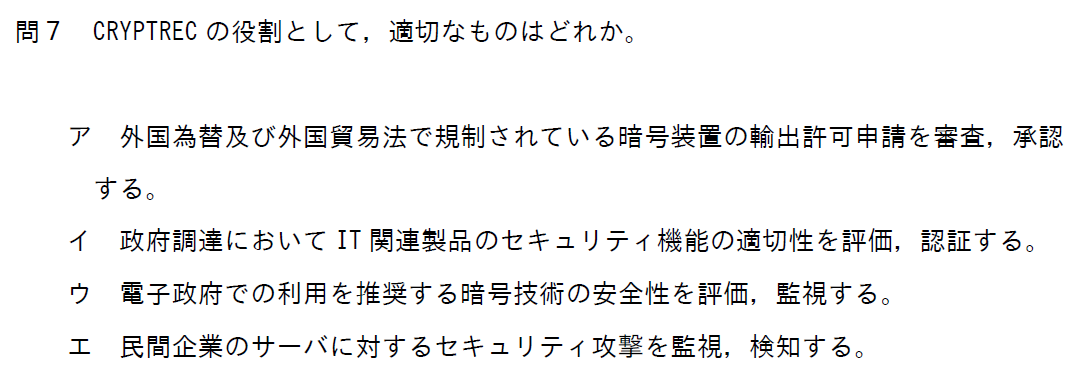 問7 CRYPTREC の役割として，適切なものはどれか。
ア 外国為替及び外国貿易法で規制されている暗号装置の輸出許可申請を審査，承認
する。
イ 政府調達において IT 関連製品のセキュリティ機能の適切性を評価，認証する。
ウ 電子政府での利用を推奨する暗号技術の安全性を評価，監視する。
エ 民間企業のサーバに対するセキュリティ攻撃を監視，検知する。